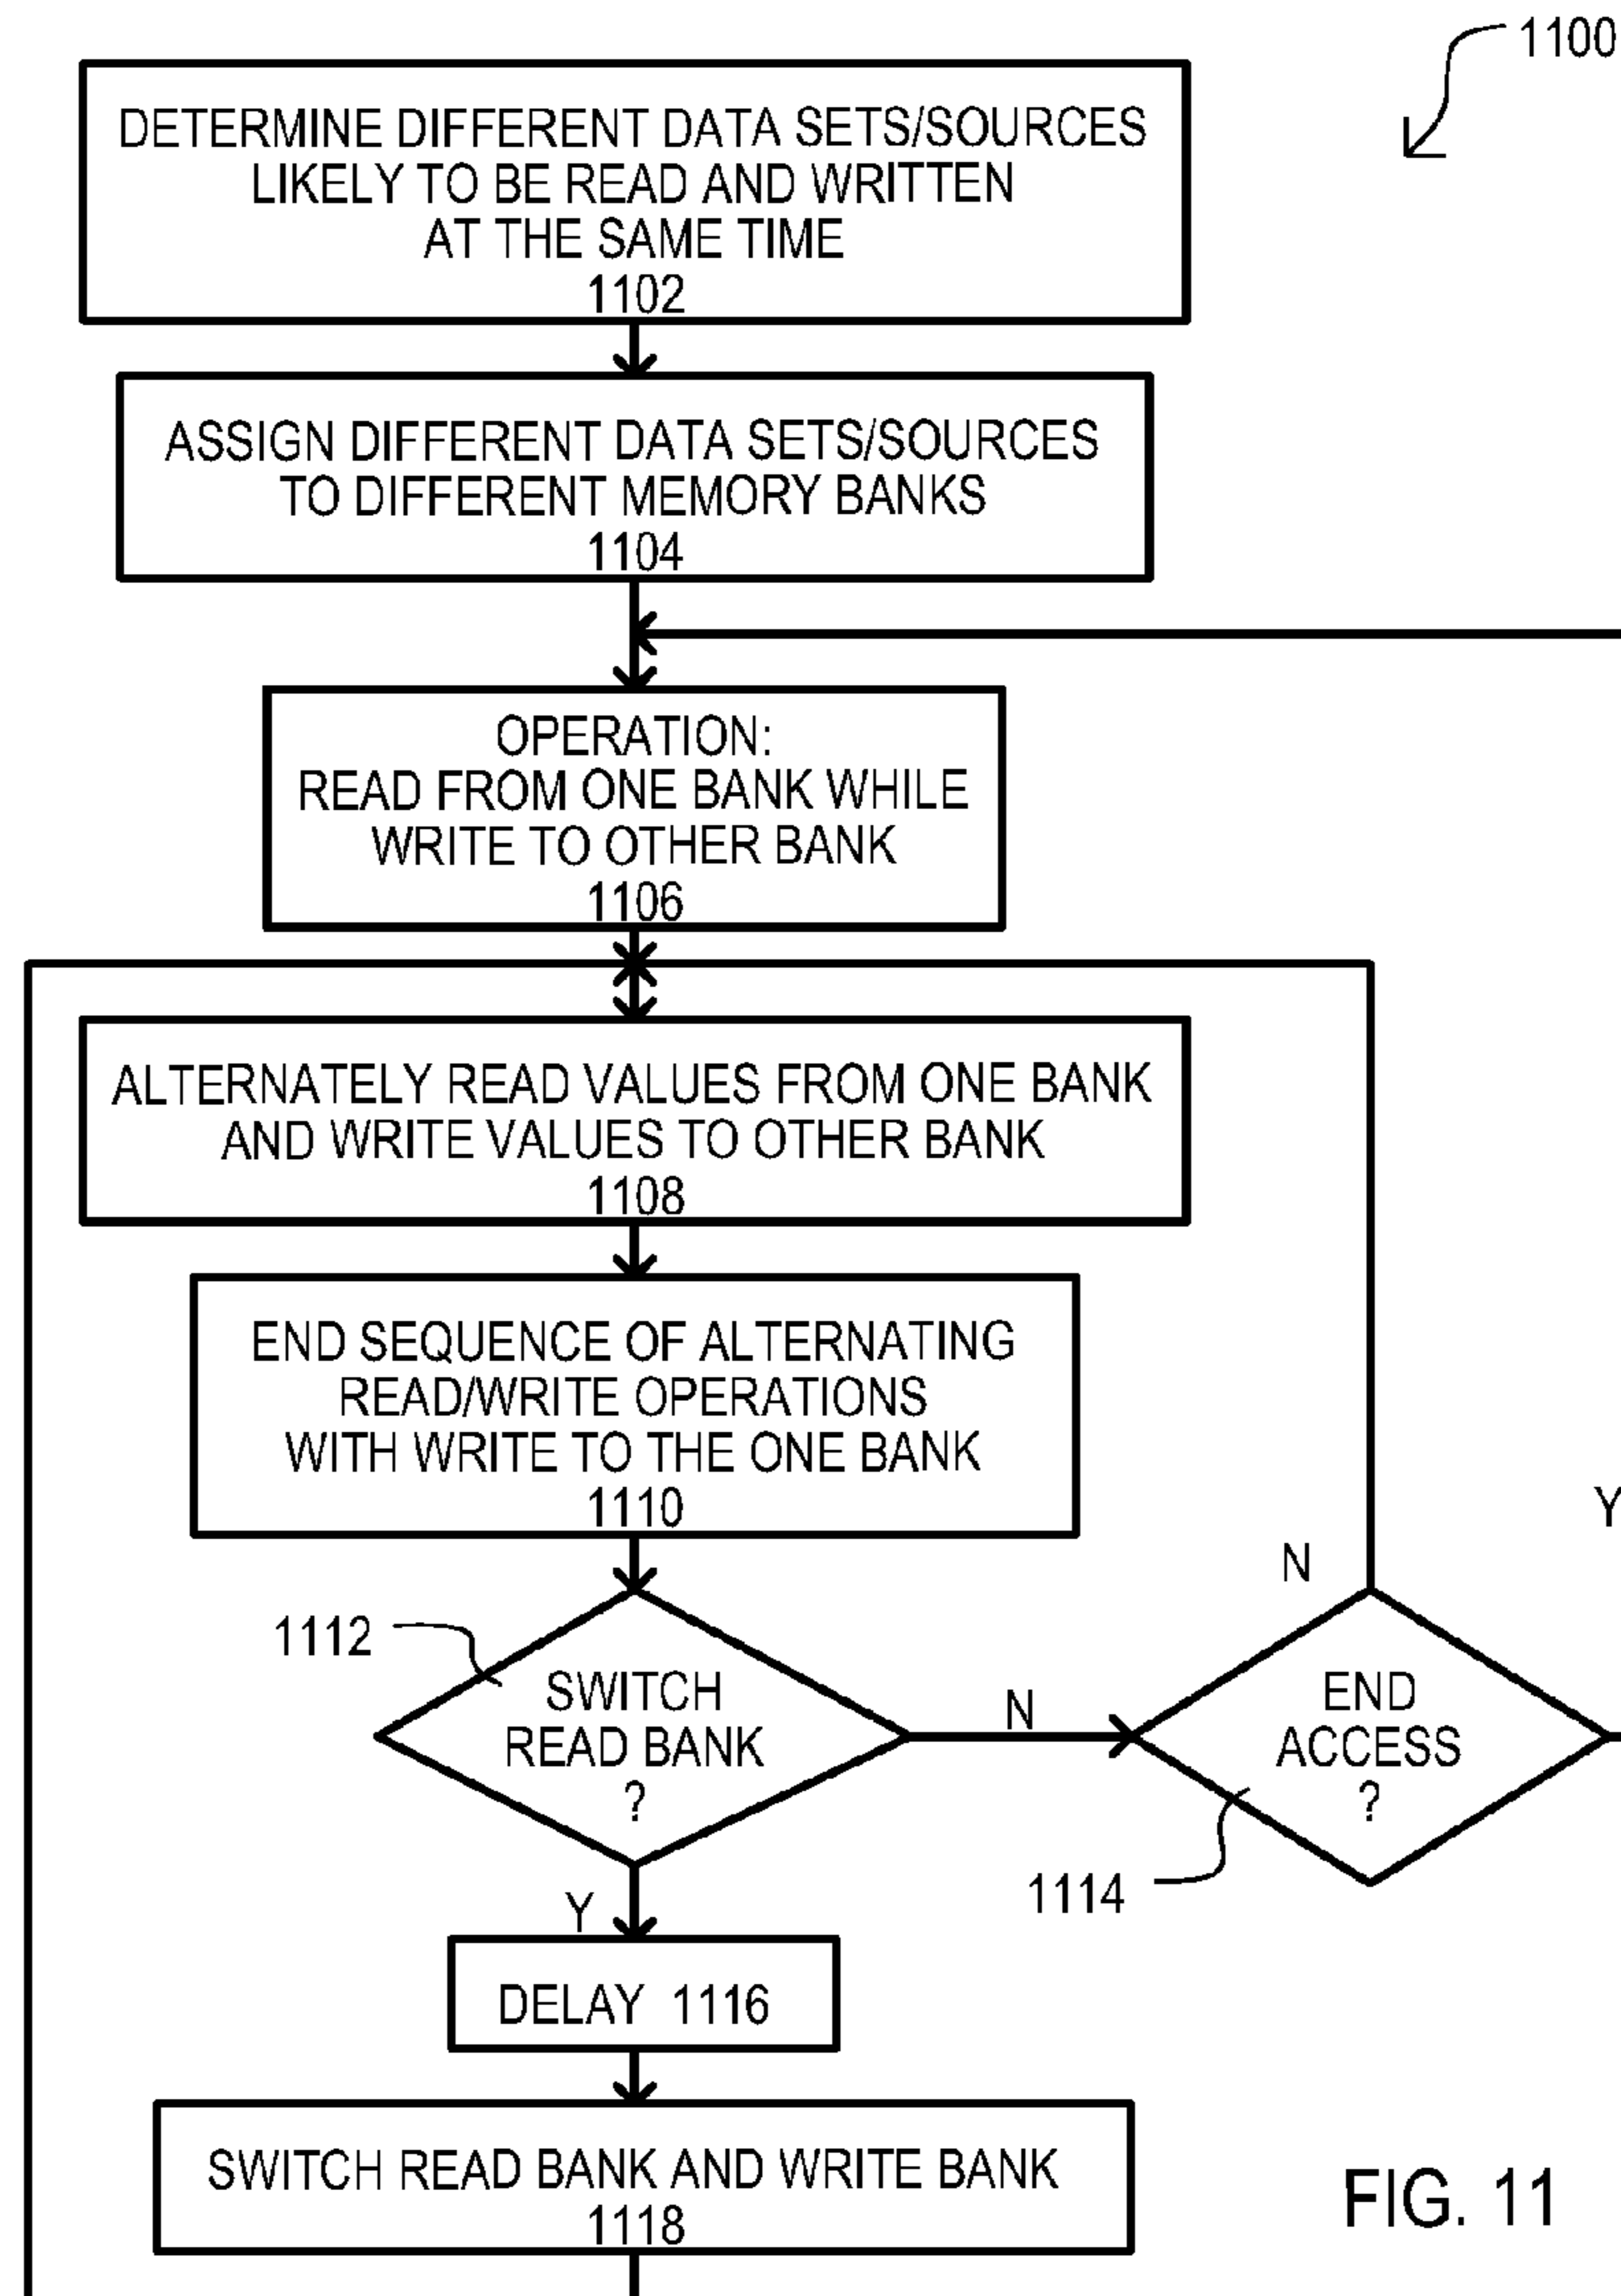 1100
DETERMINE DIFFERENT DATA SETS/SOURCES
LIKELY TO BE READ AND WRITTEN
AT THE SAME TIME
1102
ASSIGN DIFFERENT DATA SETS/SOURCES
TO DIFFERENT MEMORY BANKS
1104
OPERATION:
READ FROM ONE BANK WHILE
WRITE TO OTHER BANK
1106
ALTERNATELY READ VALUES FROM ONE BANK
AND WRITE VALUES TO OTHER BANK
1108
END SEQUENCE OF ALTERNATING
READ/WRITE OPERATIONS
WITH WRITE TO THE ONE BANK
1110
Y
N
1112
SWITCH
READ BANK
?
N
END
ACCESS
?
1114
Y
DELAY 1116
SWITCH READ BANK AND WRITE BANK
1118
FIG. 11